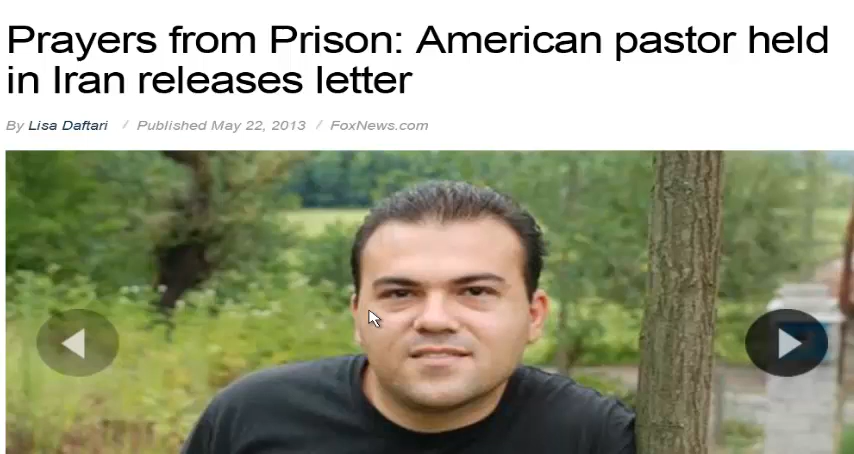 Prayers from Prison: American pastor held
in Iran releases letter
By Lisa Daftari / Published May 22, 2013 / FoxNews.com